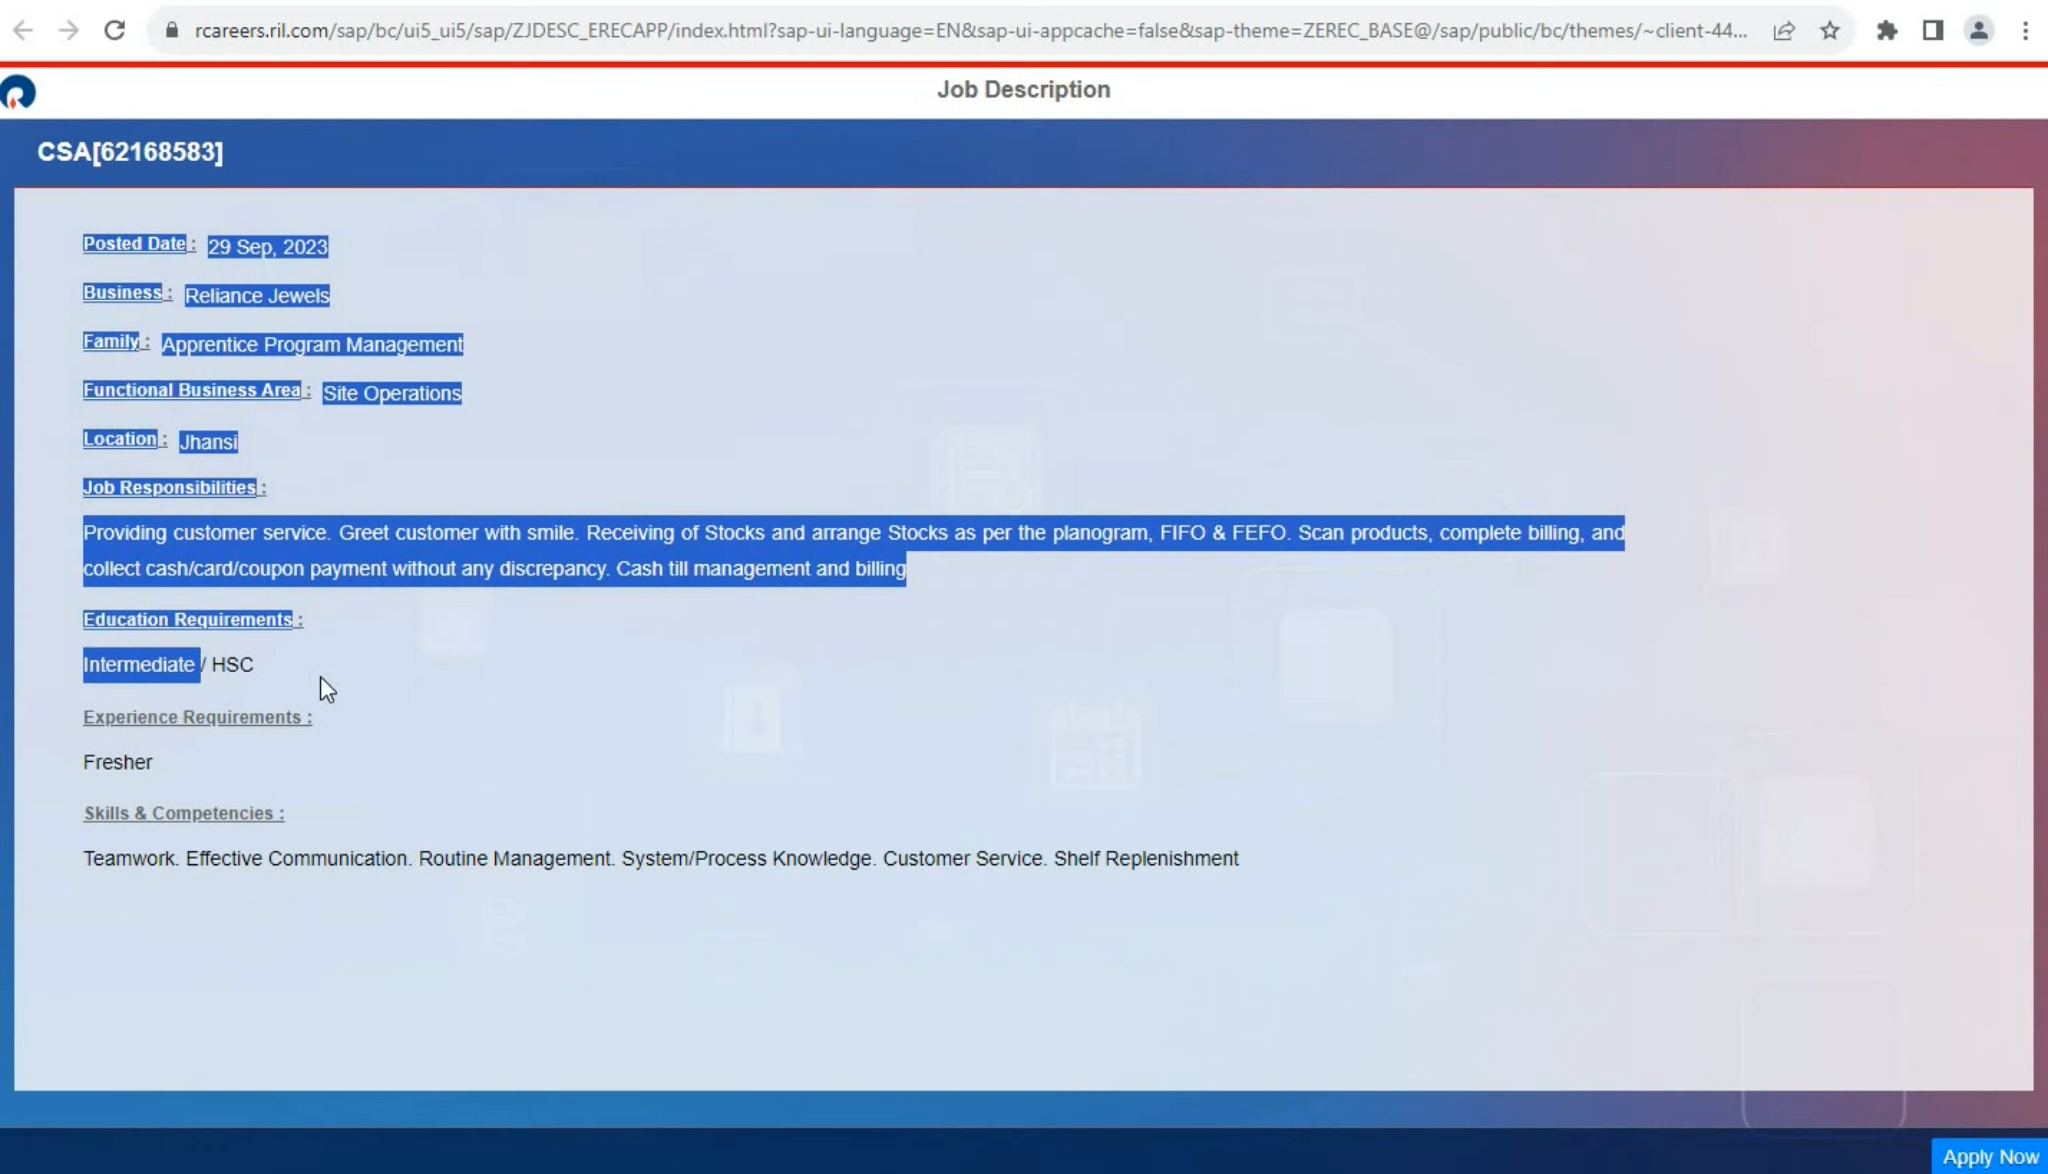 rcareers.ril.com/sap/bc/ui5_ui5/sap/ZJDESC_ERECAPP/index.html?sap-ui-language=EN&sap-ui-appcache=false&sap-theme=ZEREC_BASE@/sap/public/bc/themes/~client-44...
Job Description
CSA[62168583]
Posted Date : 29 Sep, 2023
Business : Reliance Jewels
Family : Apprentice Program Management
Functional Business Area : Site Operations
Location : Jhansi
Job Responsibilities :
Providing customer service. Greet customer with smile. Receiving of Stocks and arrange Stocks as per the planogram, FIFO & FEFO. Scan products, complete billing, and
collect cash/card/coupon payment without any discrepancy. Cash till management and billing
Education Requirements :
Intermediate / HSC
Experience Requirements :
Fresher
Skills & Competencies :
Teamwork. Effective Communication. Routine Management. System/Process Knowledge. Customer Service. Shelf Replenishment
Apply Now